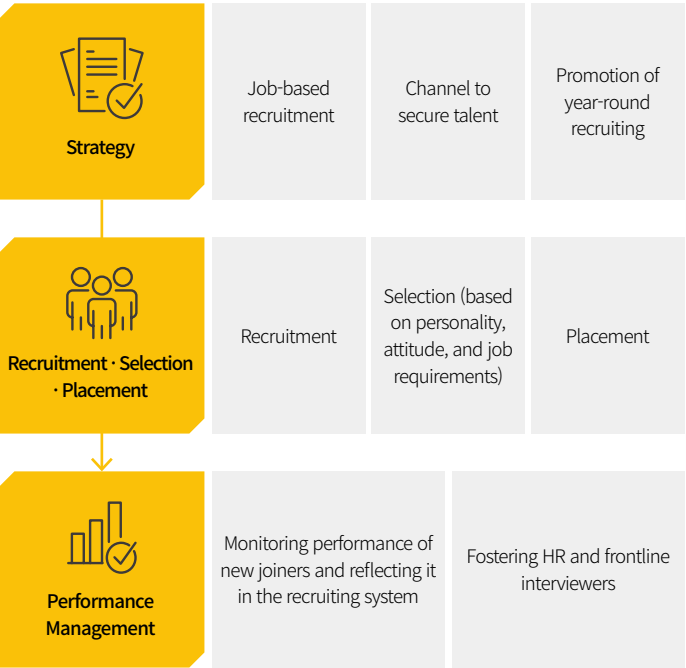 Strategy
Job-based
recruitment
Channel to
secure talent
Promotion of
year-round
recruiting
Recruitment · Selection
· Placement
Recruitment
Selection (based
on personality,
attitude, and job
requirements)
Placement
Performance
Management
Monitoring performance of
new joiners and reflecting it
in the recruiting system
Fostering HR and frontline
interviewers